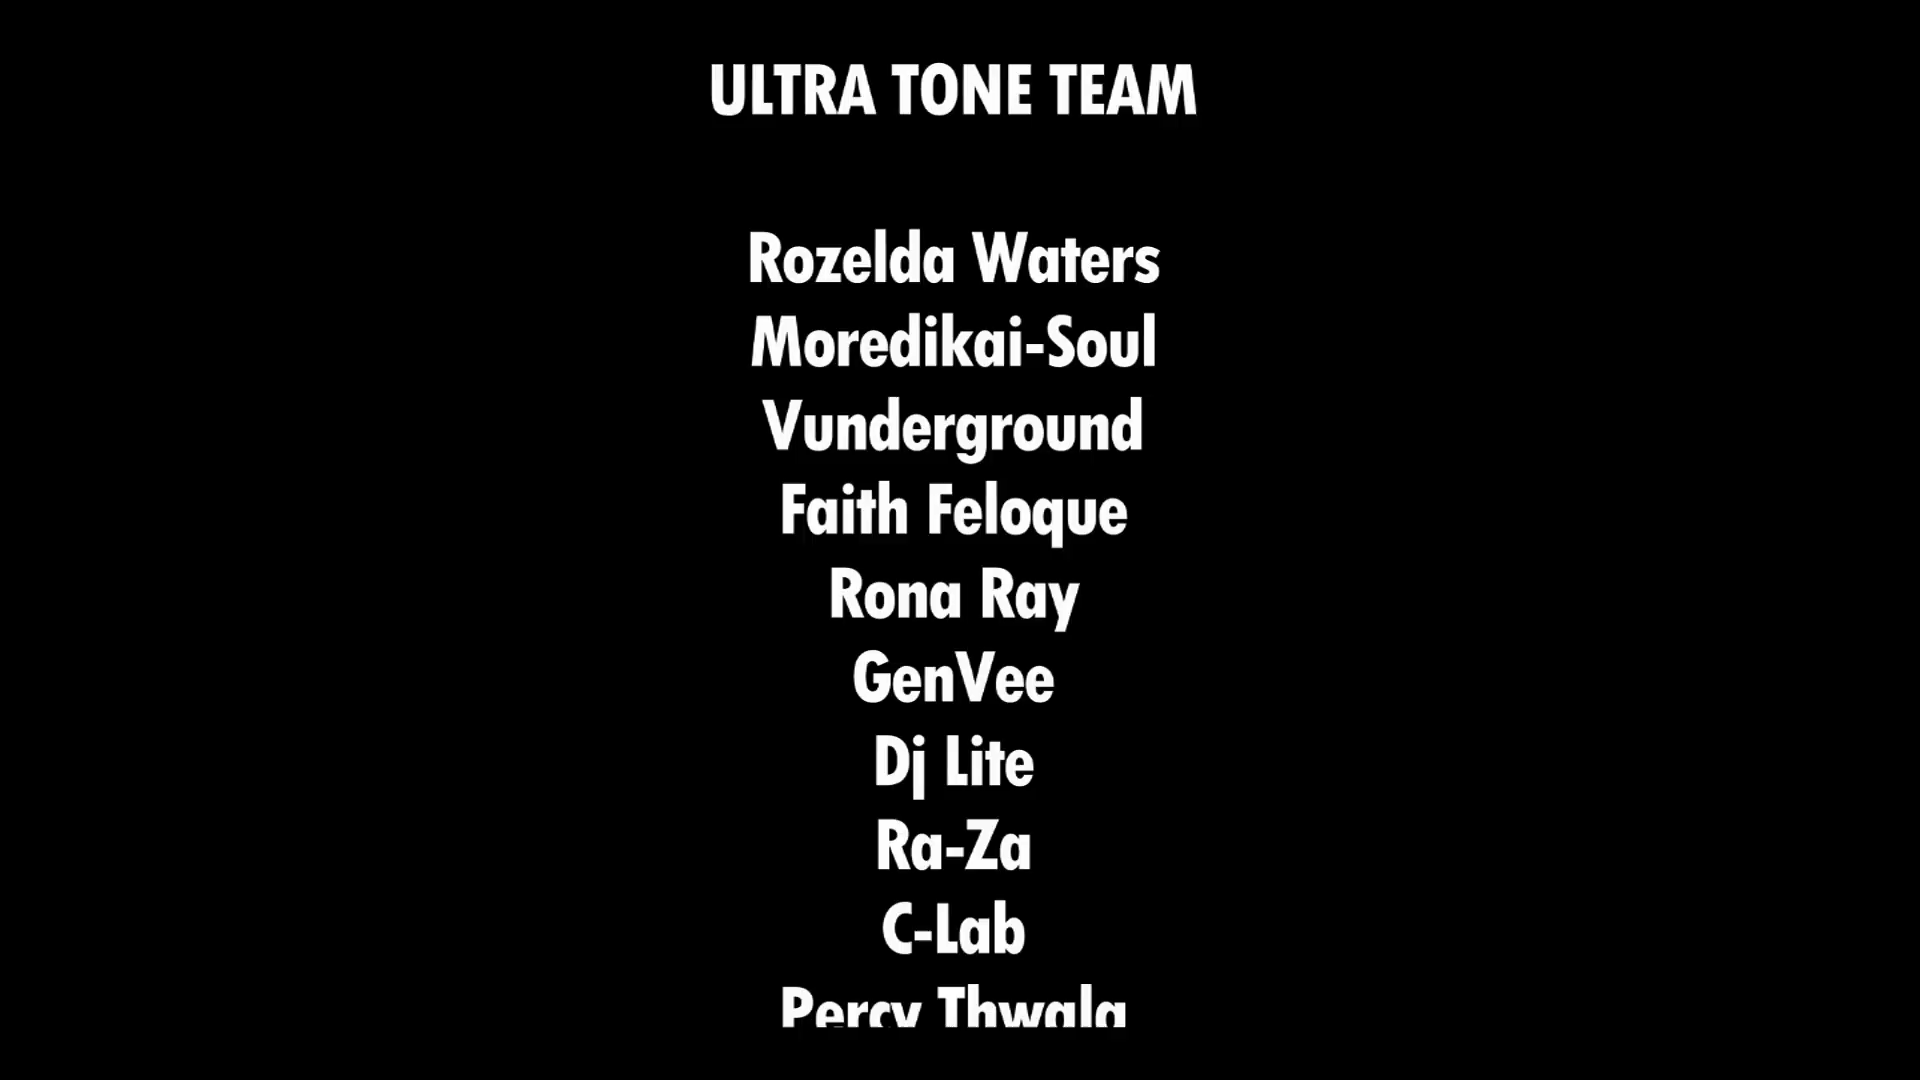 ULTRA TONE TEAM
Rozelda Waters
Moredikai-Soul
Vunderground
Faith Feloque
Rona Ray
GenVee
Dj Lite
Ra-Za
C-Lab
Percy Thwala